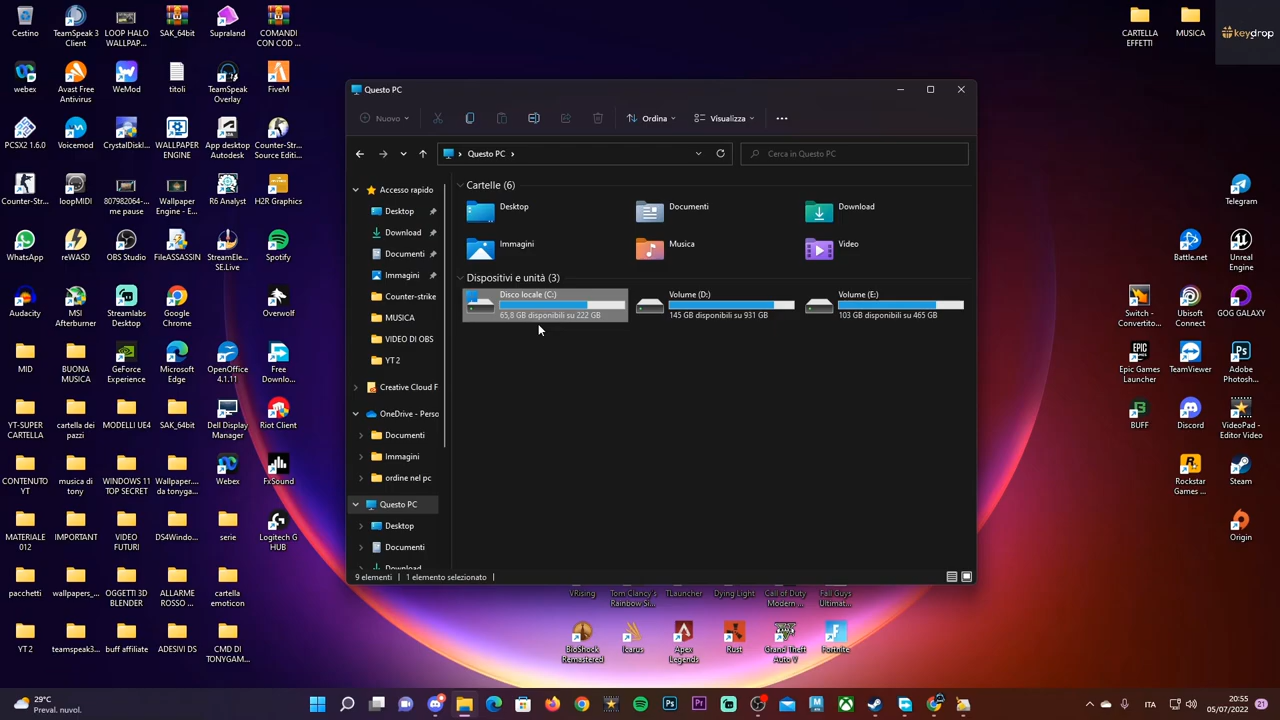 Cestino
TeamSpeak 3
Client
LOOP HALO
WALLPAP...
SAK_64bit
Supraland
COMANDI
CON COD ...
webex
Avast Free
Antivirus
WeMod
titoli
TeamSpeak
Overlay
FiveM
PCSX2 1.6.0
Voicemod
CrystalDiskI...
WALLPAPER
ENGINE
App desktop
Autodesk
Counter-Str...
Source Editi...
Counter-Str...
loopMIDI
807982064-...
me pause
Wallpaper
Engine - E...
R6 Analyst
H2R Graphics
WhatsApp
reWASD
OBS Studio
FileASSASSIN
StreamEle...
SE.Live
Spotify
Audacity
MSI
Afterburner
Streamlabs
Desktop
Google
Chrome
Firestorm
Overwolf
MID
BUONA
MUSICA
GeForce
Experience
Microsoft
Edge
OpenOffice
4.1.11
Free
Downlo...
YT-SUPER
CARTELLA
cartella dei
pazzi
MODELLI UE4
SAK_64bit
Dell Display
Manager
Riot Client
CONTENUTO
YT
musica di
tony
WINDOWS 11
TOP SECRET
Wallpaper...
da tonyga...
Webex
FxSound
MATERIALE
012
IMPORTANT
VIDEO
FUTURI
DS4Windo...
serie
Logitech G
HUB
pacchetti
wallpapers_...
OGGETTI 3D
BLENDER
ALLARME
ROSSO ...
cartella
emoticon
YT 2
teamspeak3...
buff affiliate
ADESIVI DS
CMD DI
TONYGAM...
Questo PC
Nuovo
Ordina
Visualizza
Questo PC
Cerca in Questo PC
Accesso rapido
Desktop
Download
Documenti
Immagini
Counter-strike
MUSICA
VIDEO DI OBS
YT 2
Creative Cloud F
OneDrive - Perso
Documenti
Immagini
ordine nel pc
Questo PC
Desktop
Documenti
Download
Cartelle (6)
Desktop
Documenti
Download
Immagini
Musica
Video
Dispositivi e unità (3)
Disco locale (C:)
65,8 GB disponibili su 222 GB
Volume (D:)
145 GB disponibili su 931 GB
Volume (E:)
103 GB disponibili su 465 GB
9 elementi
1 elemento selezionato
VRising
Tom Clancy's
Rainbow Si...
TLauncher
Dying Light
Call of Duty
Modern ...
Fall Guys
Ultimat...
BioShock
Remastered
Icarus
Apex
Legends
Rust
Grand Theft
Auto V
Fortnite
CARTELLA
EFFETTI
MUSICA
keydrop
Telegram
Battle.net
Unreal
Engine
Switch -
Convertito...
Ubisoft
Connect
GOG GALAXY
Epic Games
Launcher
TeamViewer
Adobe
Photosh...
BUFF
Discord
VideoPad -
Editor Video
Rockstar
Games ...
Steam
Origin
29°C
Preval. nuvol.
ITA
20:55
05/07/2022
21